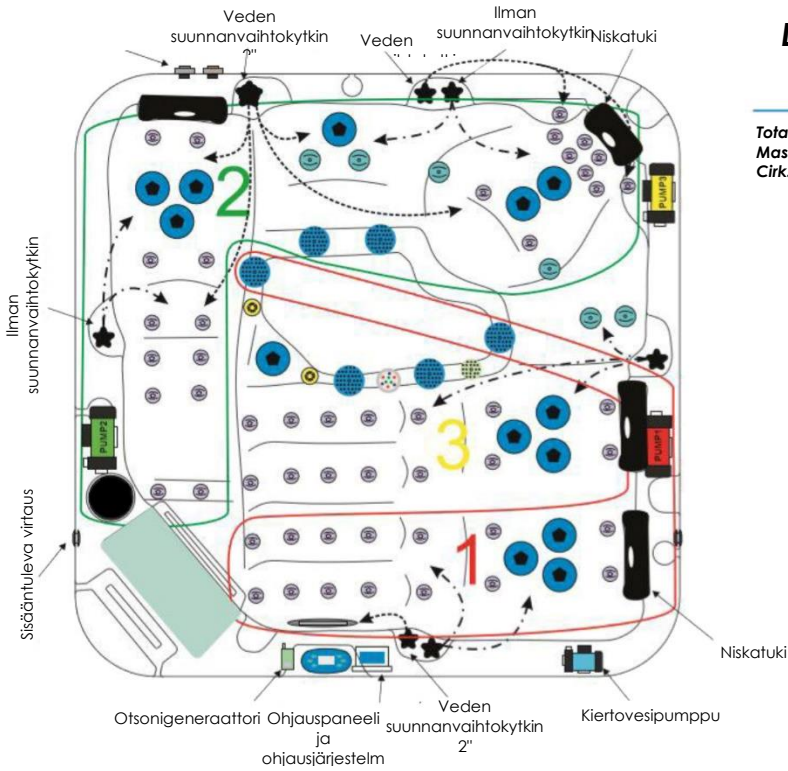 Veden
suunnanvaihtokytkin
2"
Veden
Ilman
suunnanvaihtokytkin
Niskatuki
Tota
Mas
Cirk
2
PUMP3
Ilman
suunnanvaihtokytkin
PUMP2
3
PUMP1
1
Sisääntuleva virtaus
Niskatuki
Otsonigeneraattori
Ohjauspaneeli
ja
ohjausjärjestelm
Veden
suunnanvaihtokytkin
2"
Kiertovesipumppu